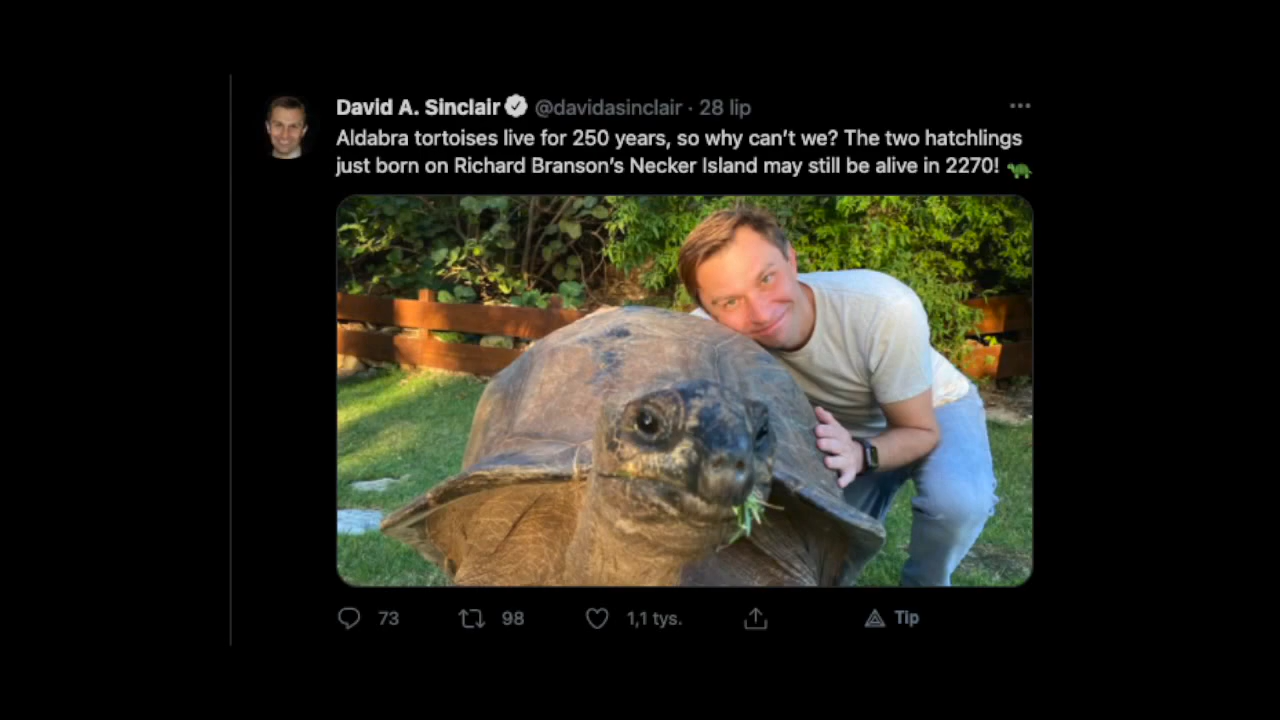 David A. Sinclair @davidasinclair · 28 lip
Aldabra tortoises live for 250 years, so why can't we? The two hatchlings
just born on Richard Branson's Necker Island may still be alive in 2270! 🐢
73 98 1,1 tys. Tip